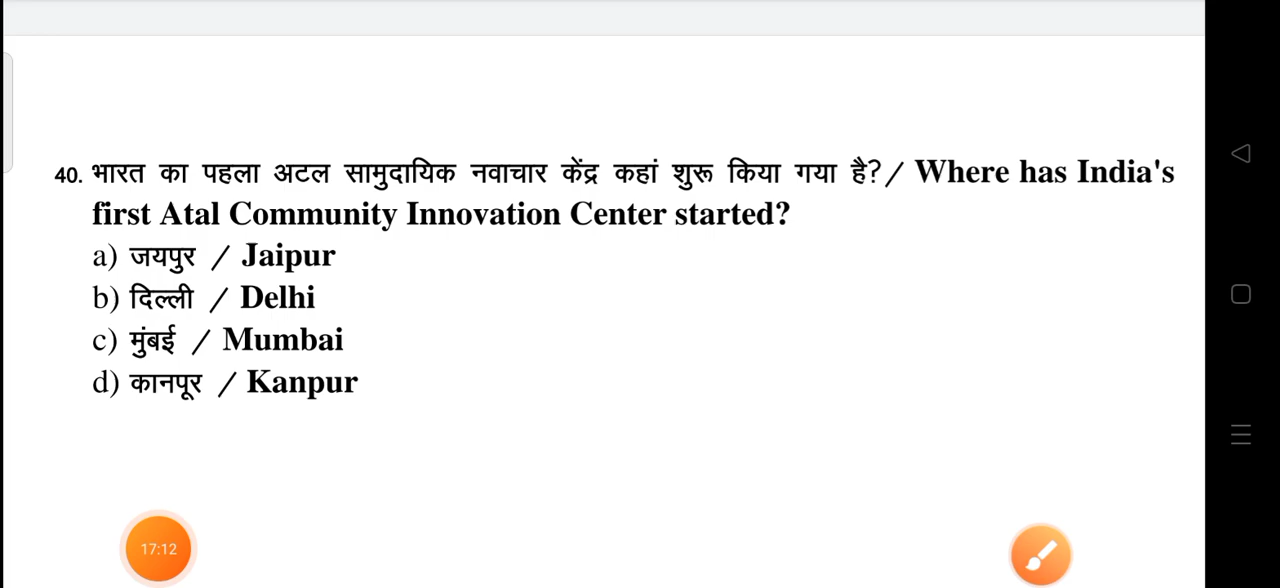 40. भारत का पहला अटल सामुदायिक नवाचार केंद्र कहां शुरू किया गया है?/ Where has India's
first Atal Community Innovation Center started?
a) जयपुर / Jaipur
b) दिल्ली / Delhi
c) मुंबई / Mumbai
d) कानपूर / Kanpur
17:12